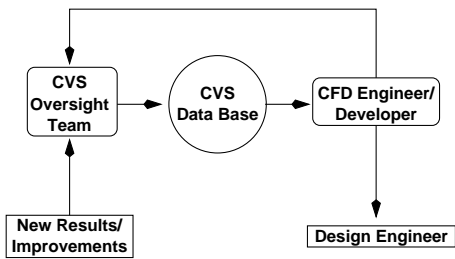 CVS
Oversight
Team
CVS
Data Base
CFD Engineer/
Developer
New Results/
Improvements
Design Engineer